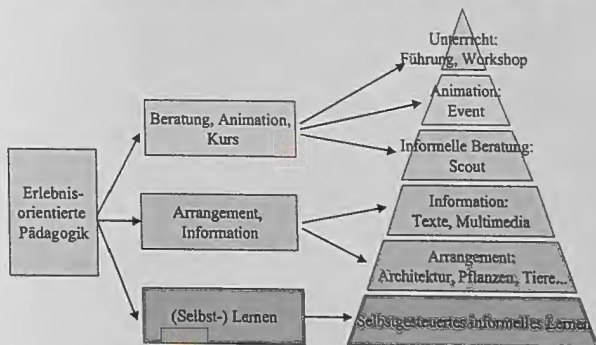 Erlebnis-
orientierte
Pädagogik
Beratung, Animation,
Kurs
Arrangement,
Information
(Selbst-) Lernen
Unterricht:
Führung, Workshop
Animation:
Event
Informelle Beratung:
Scout
Information:
Texte, Multimedia
Arrangement:
Architektur, Pflanzen, Tiere...
Selbstgesteuertes informelles Lernen